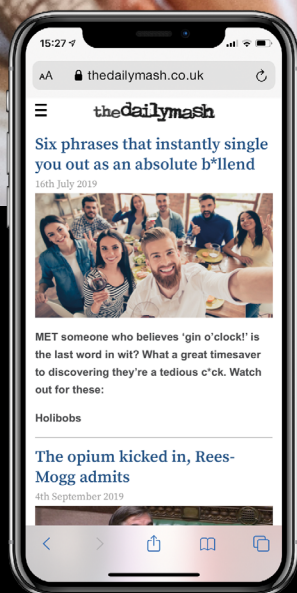 15:27
AA thedailymash.co.uk
thedailymash
Six phrases that instantly single
you out as an absolute b*llend
16th July 2019
MET someone who believes ‘gin o’clock!’ is
the last word in wit? What a great timesaver
to discovering they’re a tedious c*ck. Watch
out for these:
Holibobs
The opium kicked in, Rees-
Mogg admits
4th September 2019